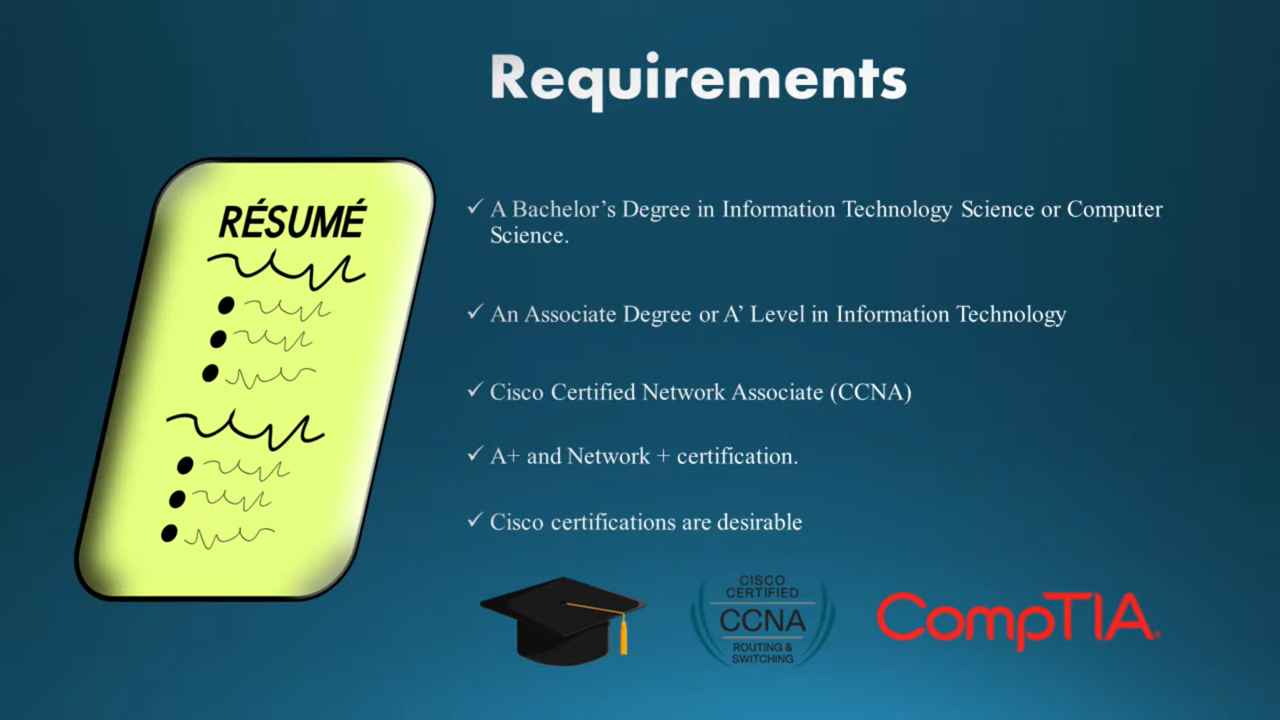 Requirements
RÉSUMÉ
✓ A Bachelor’s Degree in Information Technology Science or Computer
Science.
✓ An Associate Degree or A’ Level in Information Technology
✓ Cisco Certified Network Associate (CCNA)
✓ A+ and Network + certification.
✓ Cisco certifications are desirable
CISCO
CERTIFIED
CCNA
ROUTING &
SWITCHING
CompTIA®